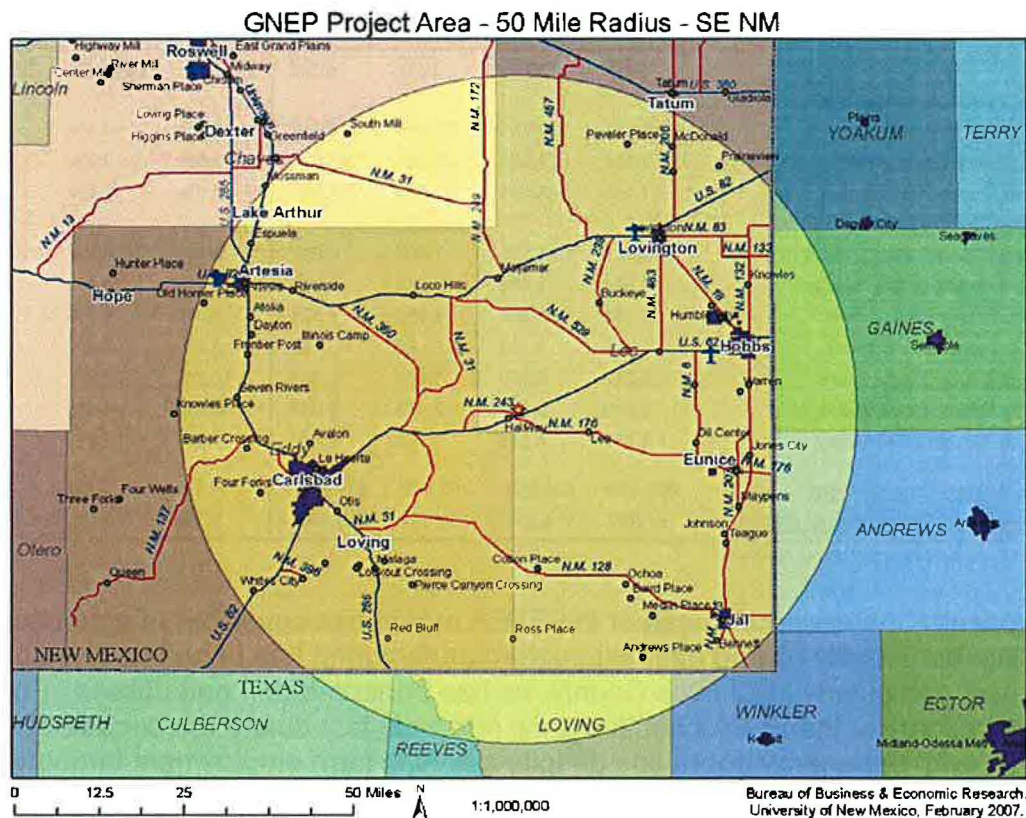 GNEP Project Area - 50 Mile Radius - SE NM
Highway Mill
Roswell
East Grand Plains
River Mill
Midway
Center Mill
Lincoln
Sherman Place
Tatum
U.S. 380
Gladiola
Tatum
N.M. 172
N.M. 457
Loving Place
Dexter
Higgins Place
Greenfield
South Mill
Peveler Place
N.M. 206
McDonald
Plains
YOAKUM
TERRY
Chaves
Prairieview
Mossman
N.M. 31
U.S. 82
U.S. 285
N.M. 13
Lake Arthur
N.M. 249
Espuela
N.M. 83
Lovington
N.M. 133
Seagraves
Hunter Place
Artesia
Maljamar
N.M. 238
N.M. 132
Knowles
Hope
Old Horner Place
Riverside
Loco Hills
Buckeye
N.M. 483
N.M. 18
Atoka
Dayton
N.M. 360
Illinois Camp
N.M. 31
N.M. 529
Humble City
GAINES
Seminole
Frontier Post
Lea
U.S. 62
Hobbs
Seven Rivers
N.M. 8
Warren
Knowles Place
N.M. 243
Halfway
N.M. 176
Barber Crossing
Avalon
Lee
Oil Center
Jones City
Eddy
La Huerta
Eunice
N.M. 176
Carlsbad
Four Forks
Four Wells
Three Forks
Otis
N.M. 207
Maypens
ANDREWS
N.M. 137
N.M. 31
Johnson
Teague
Otero
Loving
Queen
N.M. 396
Malaga
Cotton Place
N.M. 128
Whites City
Lookout Crossing
Pierce Canyon Crossing
Ochoa
Baird Place
U.S. 62
U.S. 285
Jal
Red Bluff
Ross Place
Bennett
Andrews Place
NEW MEXICO
TEXAS
HUDSPETH
CULBERSON
REEVES
LOVING
WINKLER
ECTOR
Kermit
Midland-Odessa Metro Area
0 12.5 25 50 Miles
N
1:1,000,000
Bureau of Business & Economic Research.
University of New Mexico, February 2007.